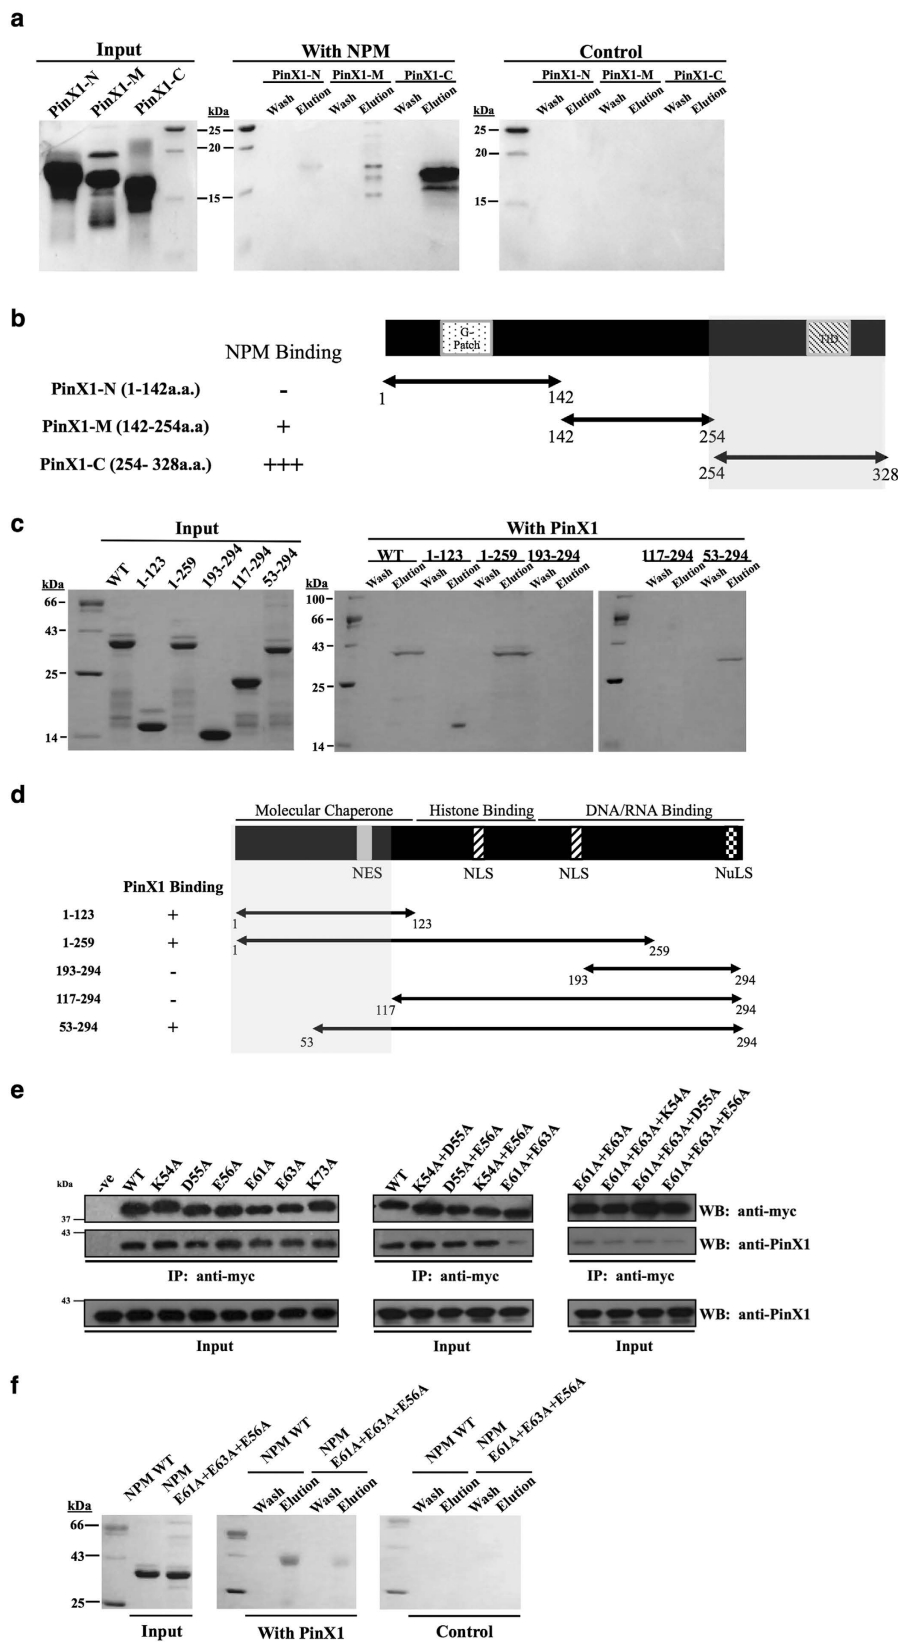 a
Input
With NPM
Control
PinX1-N
PinX1-M
PinX1-C
PinX1-N PinX1-M PinX1-C
PinX1-N PinX1-M PinX1-C
Wash Elution Wash Elution Wash Elution
Wash Elution Wash Elution Wash Elution
kDa
kDa
25
20
15
25
20
15
b
G-
Patch
TID
NPM Binding
PinX1-N (1-142a.a.) -
1 142
PinX1-M (142-254a.a) +
142 254
PinX1-C (254- 328a.a.) +++
254 328
c
Input
With PinX1
WT 1-123 1-259 193-294 117-294 53-294
WT 1-123 1-259 193-294
117-294 53-294
Wash Elution Wash Elution Wash Elution Wash Elution
Wash Elution Wash Elution
kDa
66
43
25
14
kDa
100
66
43
25
14
d
Molecular Chaperone Histone Binding DNA/RNA Binding
NES NLS NLS NuLS
PinX1 Binding
1-123 +
1 123
1-259 +
1 259
193-294 -
193 294
117-294 -
117 294
53-294 +
53 294
e
-ve WT K54A D55A E56A E61A E63A K73A
WT K54A+D55A D55A+E56A K54A+E56A E61A+E63A
E61A+E63A E61A+E63A+K54A E61A+E63A+D55A E61A+E63A+E56A
kDa
37
43
43
WB: anti-myc
WB: anti-PinX1
IP: anti-myc IP: anti-myc IP: anti-myc
WB: anti-PinX1
Input Input Input
f
NPM WT
NPM
E61A+E63A+E56A
NPM WT
NPM
E61A+E63A+E56A
NPM WT
NPM
E61A+E63A+E56A
Wash Elution Wash Elution
Wash Elution Wash Elution
kDa
66
43
25
Input With PinX1 Control